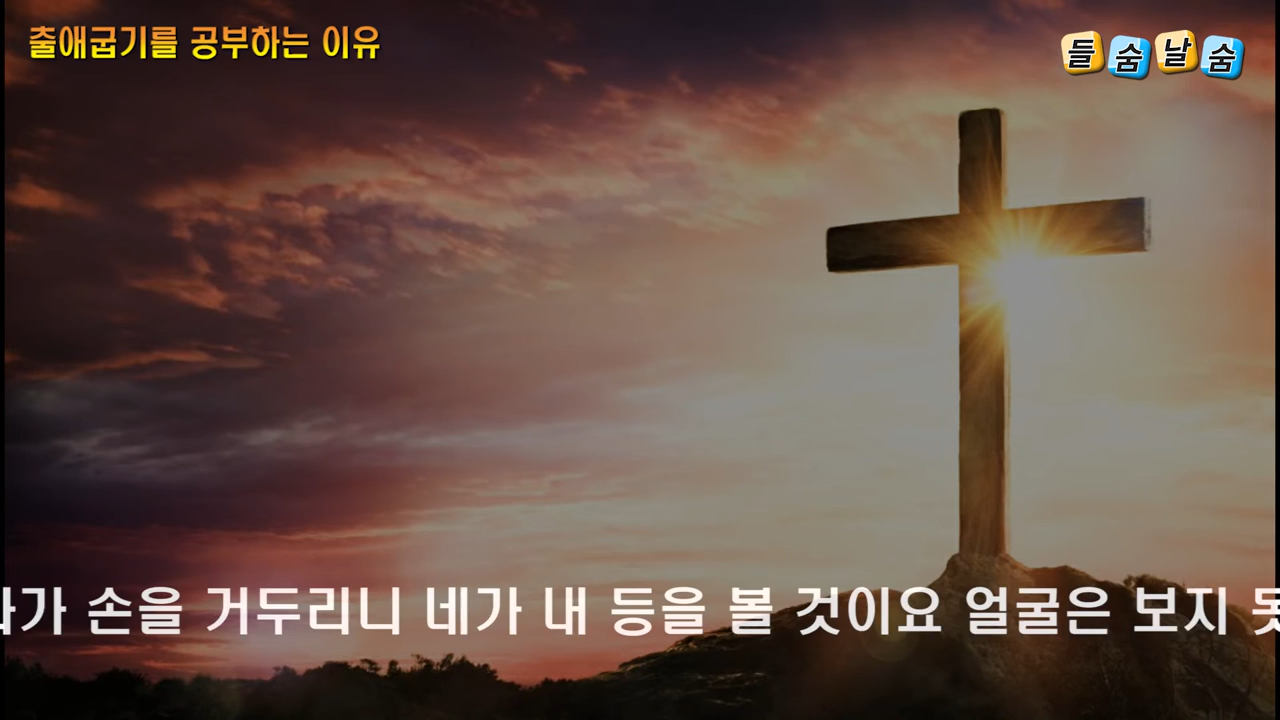 출애굽기를 공부하는 이유
들숨날숨
손을 거두리니 네가 내 등을 볼 것이요 얼굴은 보지